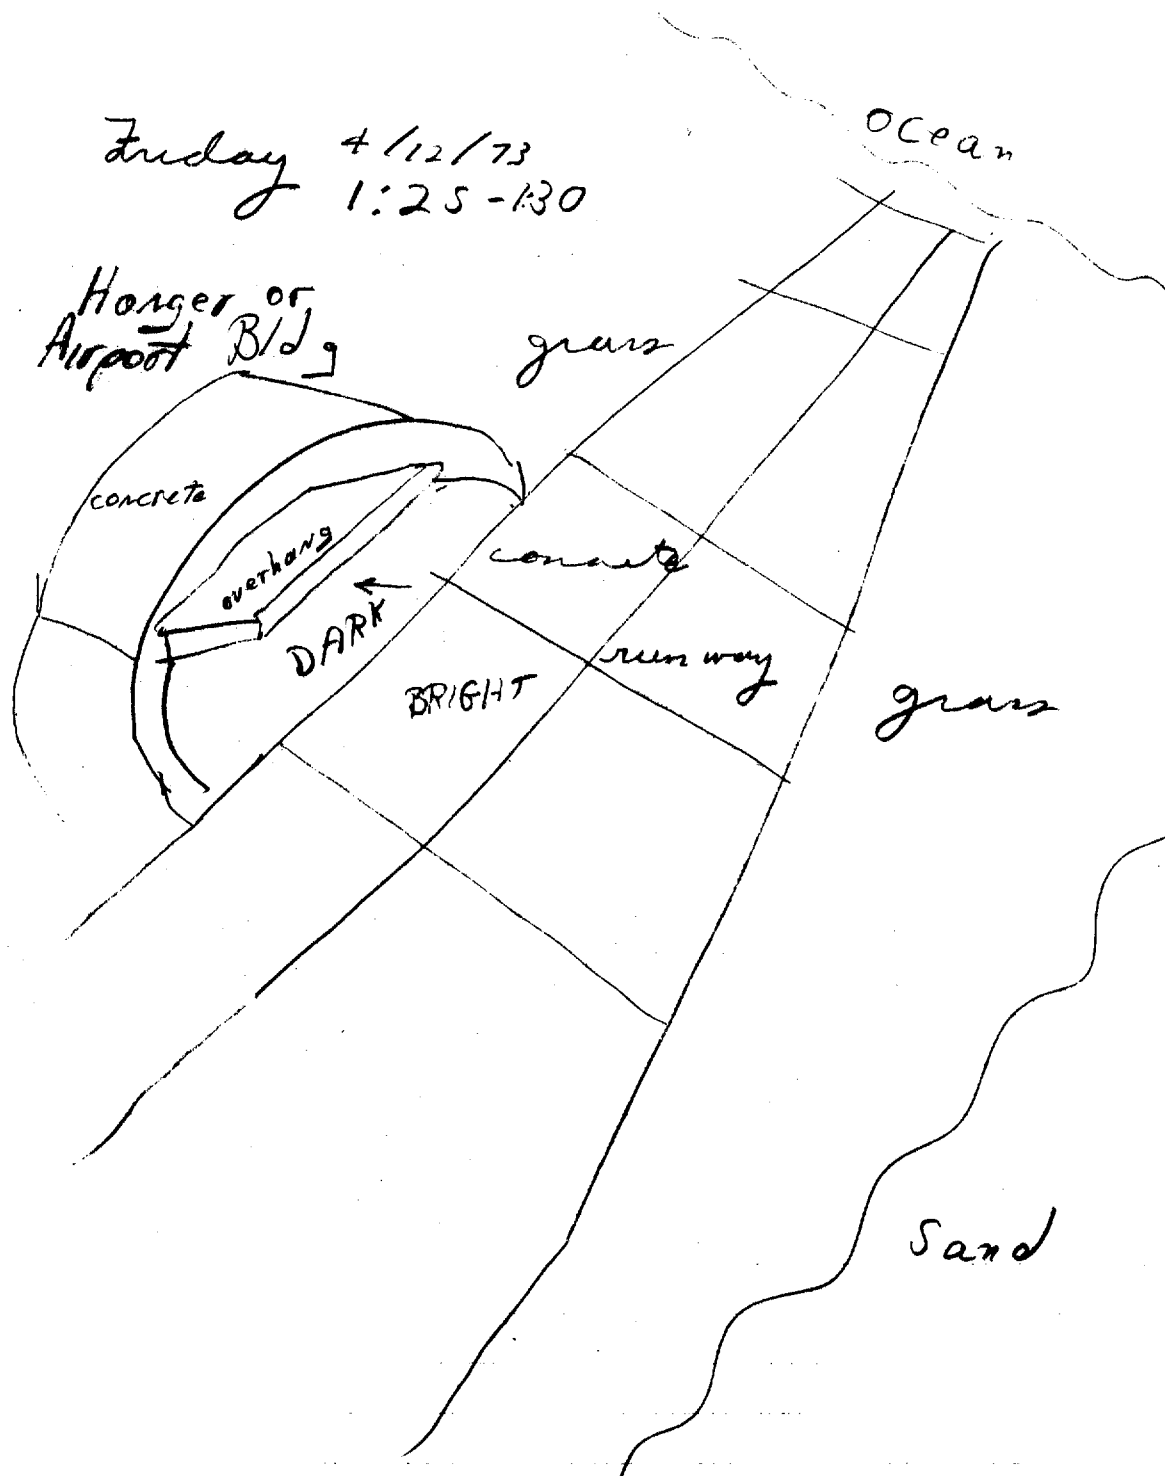 Friday 4/12/73
1:25-1:30
Ocean
Hanger or
Airport Bldg
grass
concrete
overhang
concrete
DARK
run way
BRIGHT
grass
Sand